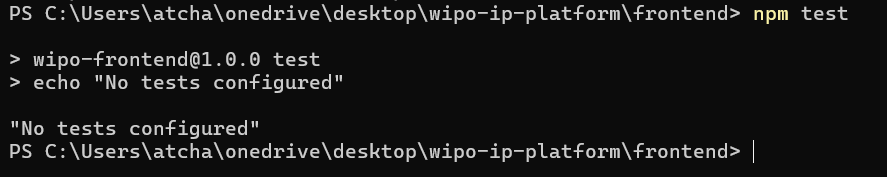 PS C:\Users\atcha\onedrive\desktop\wipo-ip-platform\frontend> npm test
> wipo-frontend@1.0.0 test
> echo "No tests configured"
"No tests configured"
PS C:\Users\atcha\onedrive\desktop\wipo-ip-platform\frontend>